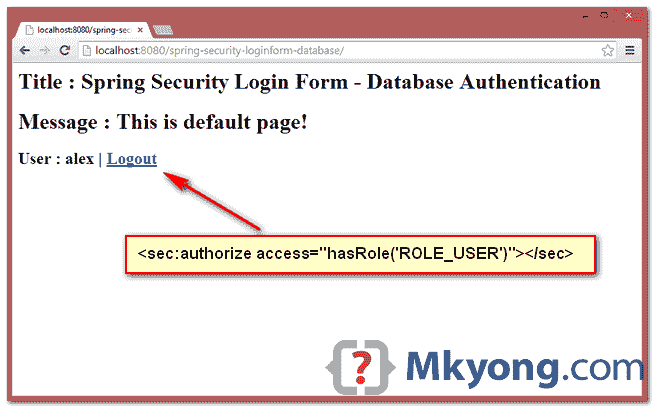 localhost:8080/spring-sec
localhost:8080/spring-security-loginform-database/
Title : Spring Security Login Form - Database Authentication
Message : This is default page!
User : alex | Logout
<sec:authorize access="hasRole('ROLE_USER')"></sec>
Mkyong.com